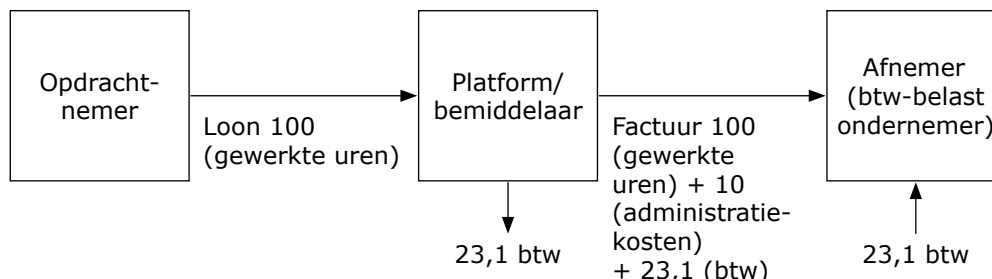 Opdracht-
nemer
Loon 100
(gewerkte uren)
Platform/
bemiddelaar
23,1 btw
Factuur 100
(gewerkte
uren) + 10
(administratie-
kosten)
+ 23,1 (btw)
Afnemer
(btw-belast
ondernemer)
23,1 btw